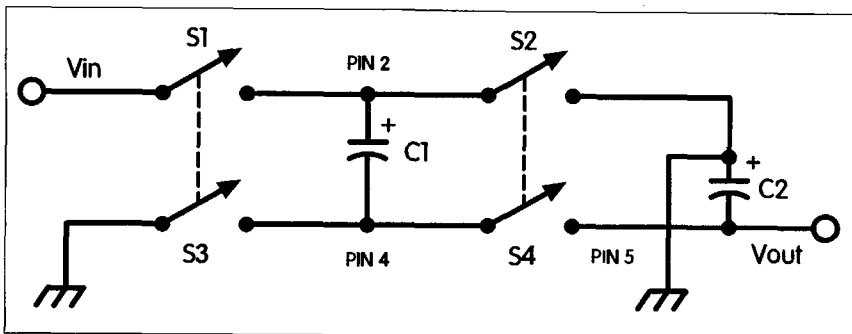 S1
S2
Vin
PIN 2
+
C1
+
C2
S3
PIN 4
S4
PIN 5
Vout